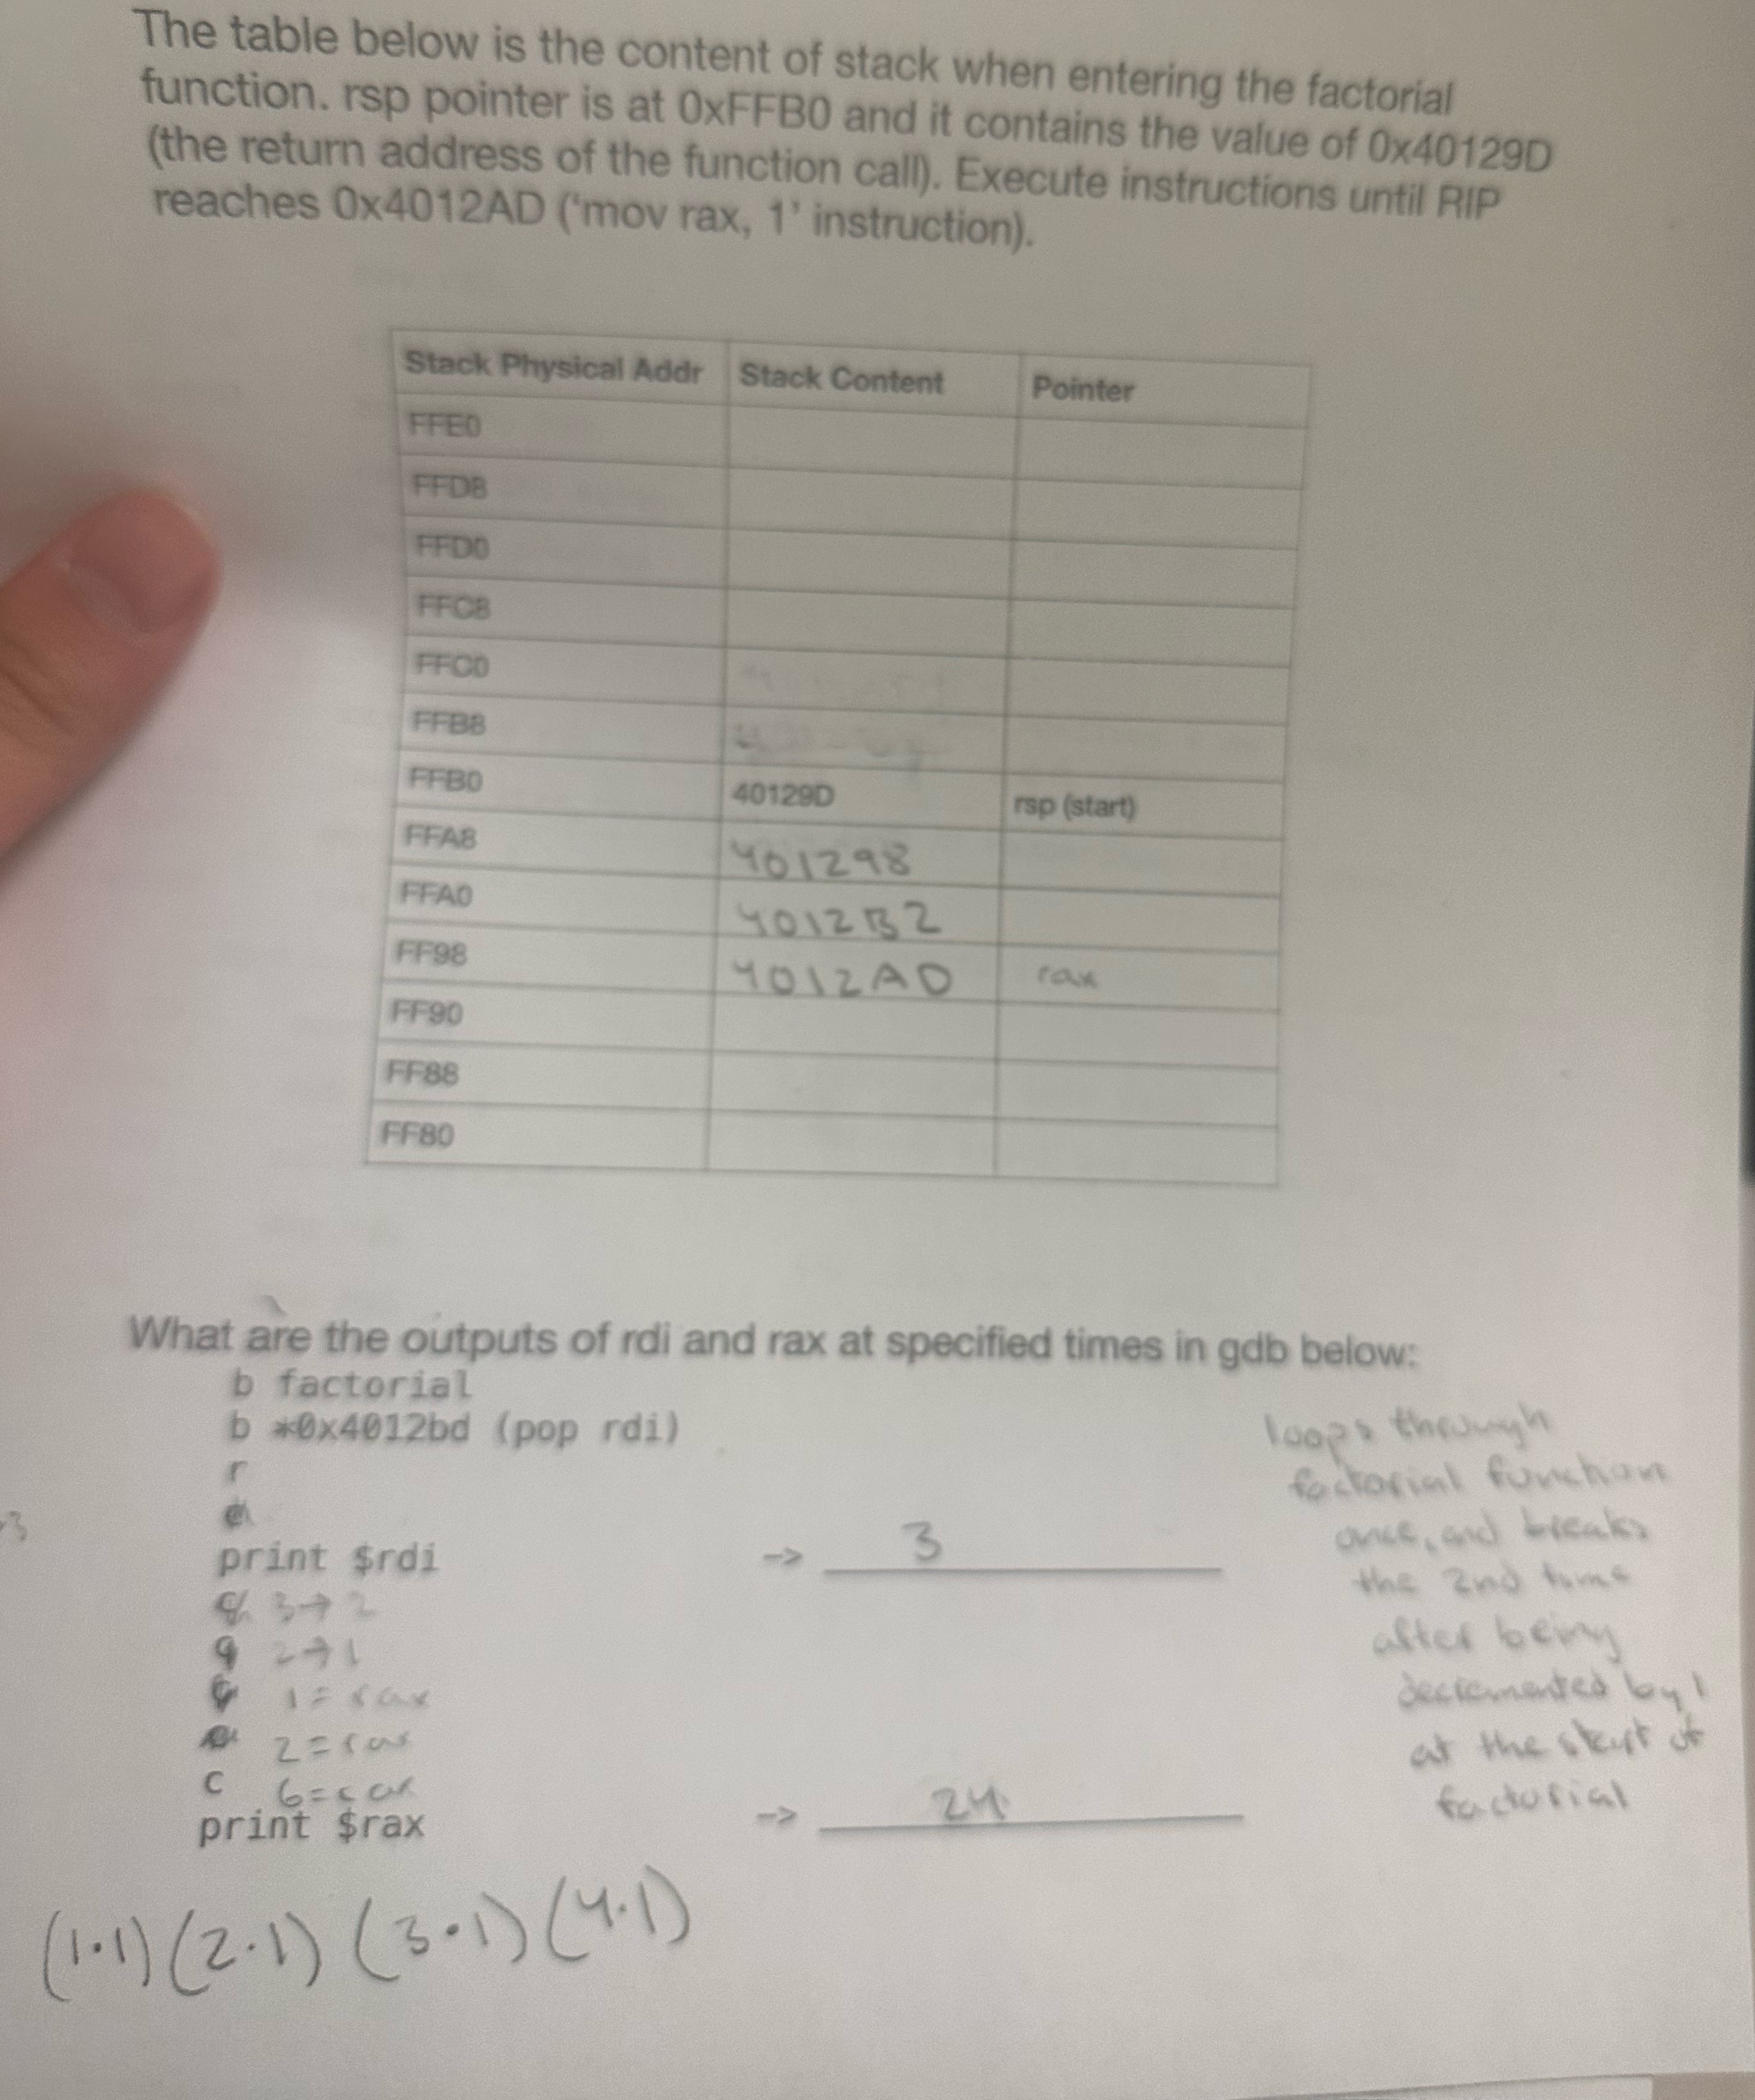 The table below is the content of stack when entering the factorial
function. rsp pointer is at 0xFFB0 and it contains the value of 0x40129D
(the return address of the function call). Execute instructions until RIP
reaches 0x4012AD ('mov rax, 1' instruction).
Stack Physical Addr Stack Content Pointer
FFE0
FFD8
FFD0
FFC8
FFC0
FFB8
FFB0 40129D rsp (start)
FFA8 401298
FFA0 4012B2
FF98 4012AD rax
FF90
FF88
FF80
What are the outputs of rdi and rax at specified times in gdb below:
b factorial
b *0x4012bd (pop rdi)
r
print $rdi -> 3
3→2
2→1
1=rax
2=rax
c 6=rax
print $rax -> 24
loops through
factorial function
once, and breaks
the 2nd time
after being
decremented by 1
at the start of
factorial
3
(1·1)(2·1)(3·1)(4·1)